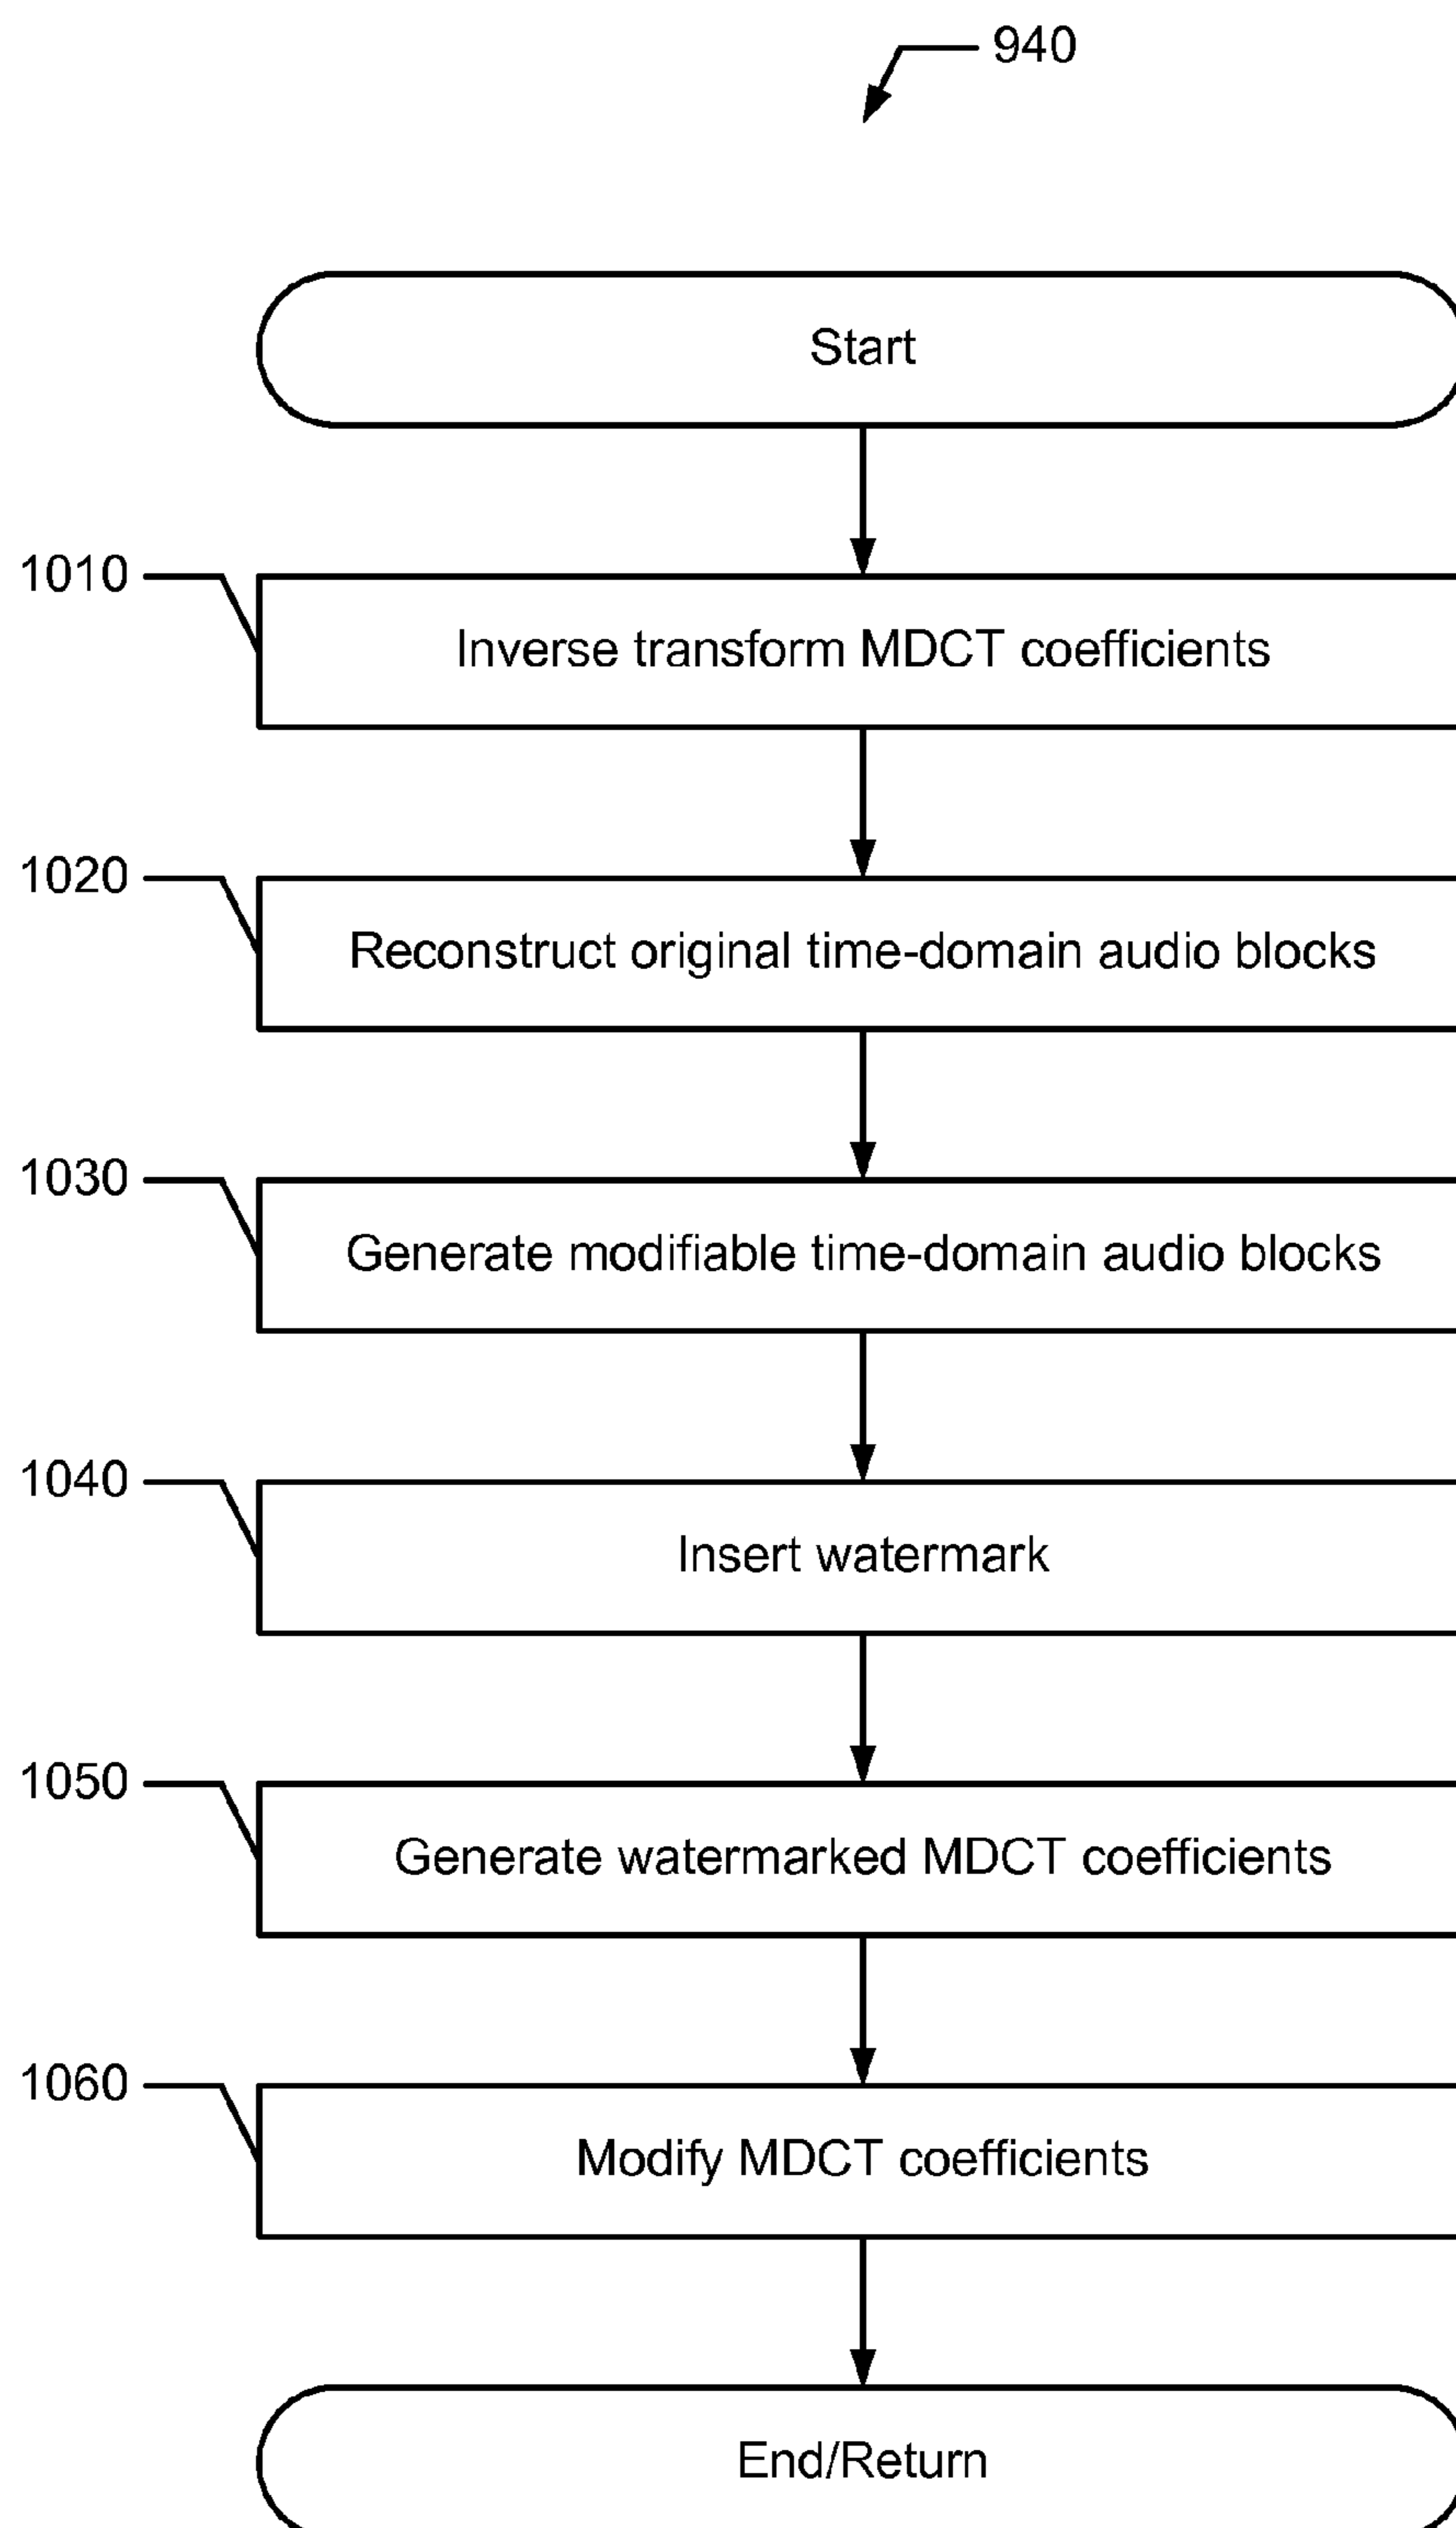 940
Start
1010
Inverse transform MDCT coefficients
1020
Reconstruct original time-domain audio blocks
1030
Generate modifiable time-domain audio blocks
1040
Insert watermark
1050
Generate watermarked MDCT coefficients
1060
Modify MDCT coefficients
End/Return